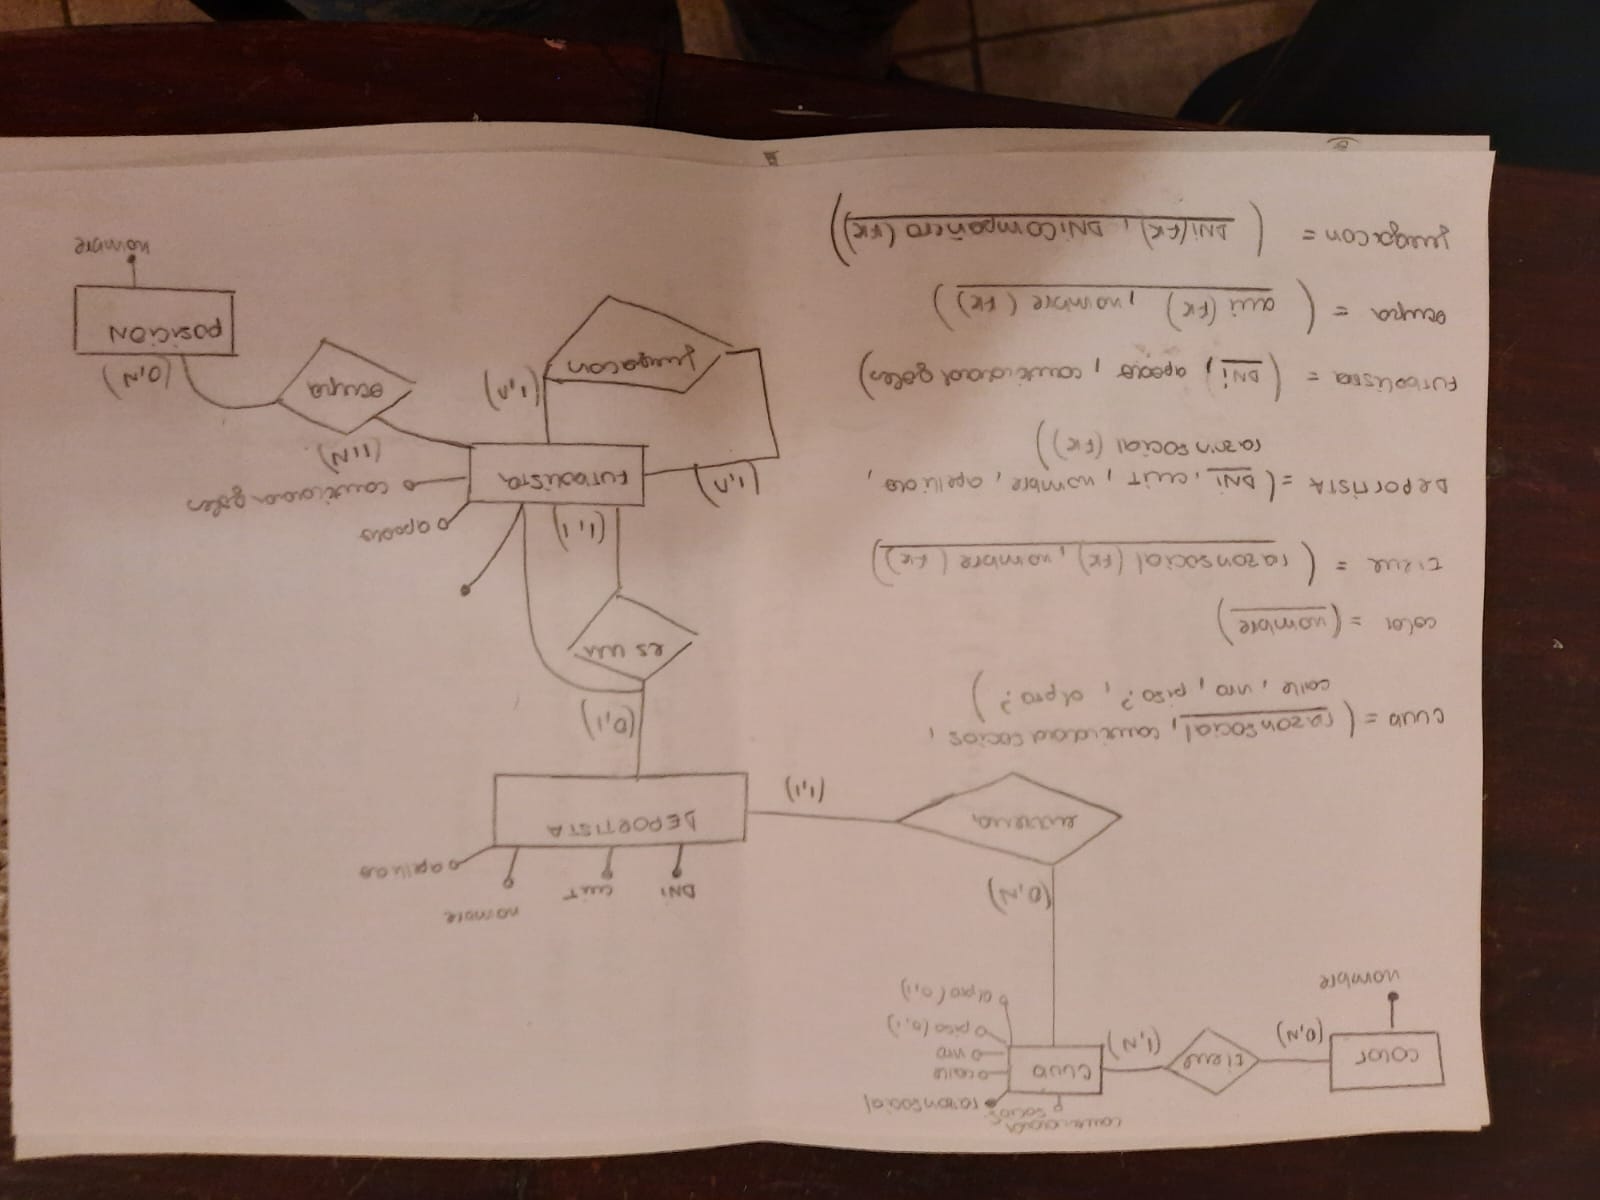 cantidad
socios
razonsocial
color
tiene
CLUB
calle
nro
(0,N)
(1,N)
piso (0,1)
dpto (0,1)
nombre
(0,N)
DNI
CUIT
nombre
apellido
entrena
DEPORTISTA
(1,1)
(0,1)
es un
(1,1)
apodo
cantidad goles
(1,n)
FUTBOLISTA
(1,N)
(1,n)
juegacon
ocupa
(0,N)
POSICION
nombre
CLUB = ( razonsocial, cantidad socios,
calle, nro, piso?, dpto? )
color = (nombre)
tiene = ( razonsocial (FK), nombre (FK))
DEPORTISTA = ( DNI, CUIT, nombre, apellido,
razonsocial (FK))
FUTBOLISTA = ( DNI, apodo, cantidad goles)
ocupa = ( dni (FK) , nombre (FK) )
juegacon = ( DNI(FK), DNICompañero (FK))